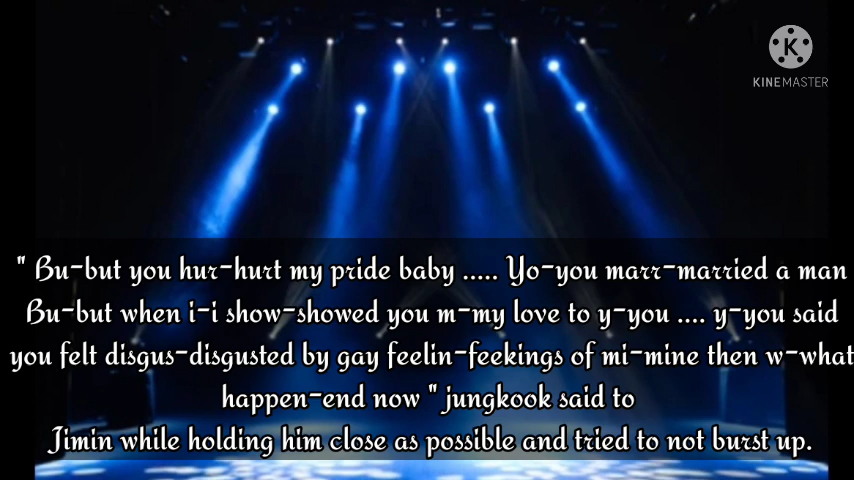 K
KINEMASTER
" Bu-but you hur-hurt my pride baby ..... Yo-you marr-married a man
Bu-but when i-i show-showed you m-my love to y-you .... y-you said
you felt disgus-disgusted by gay feelin-feekings of mi-mine then w-what
happen-end now " jungkook said to
Jimin while holding him close as possible and tried to not burst up.